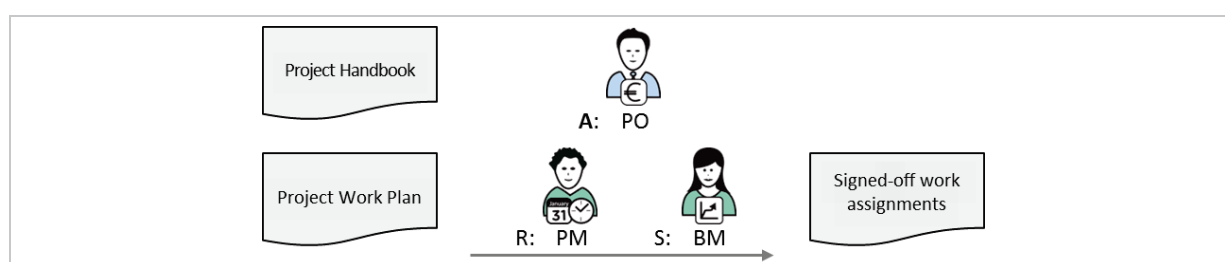 Project Handbook
€
A: PO
Project Work Plan
January
31
R: PM
S: BM
Signed-off work
assignments